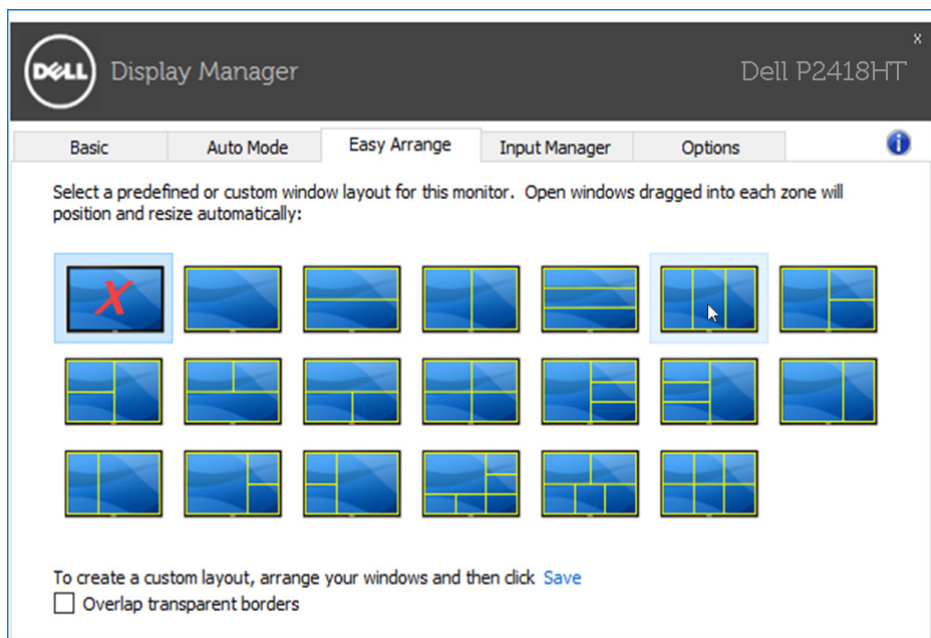 x
DELL Display Manager Dell P2418HT
Basic Auto Mode Easy Arrange Input Manager Options
Select a predefined or custom window layout for this monitor. Open windows dragged into each zone will
position and resize automatically:
X
To create a custom layout, arrange your windows and then click Save
Overlap transparent borders